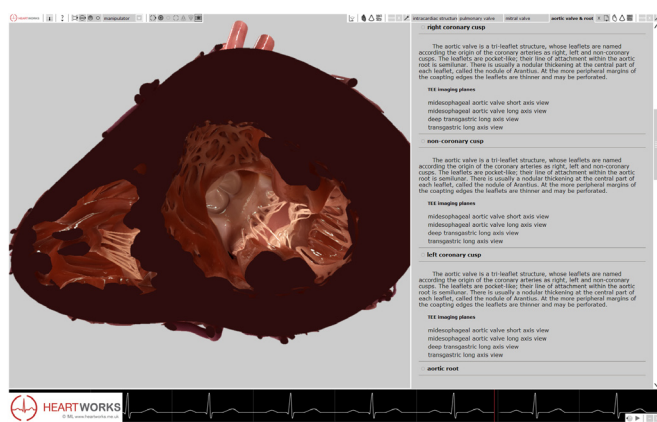 HEARTWORKS
manipulator
intracardiac structures
pulmonary valve
mitral valve
aortic valve & root
right coronary cusp
The aortic valve is a tri-leaflet structure, whose leaflets are named
according the origin of the coronary arteries as right, left and non-coronary
cusps. The leaflets are pocket-like; their line of attachment within the aortic
root is semilunar. There is usually a nodular thickening at the central part of
each leaflet, called the nodule of Arantius. At the more peripheral margins of
the coapting edges the leaflets are thinner and may be perforated.
TEE imaging planes
midesophageal aortic valve short axis view
midesophageal aortic valve long axis view
deep transgastric long axis view
transgastric long axis view
non-coronary cusp
The aortic valve is a tri-leaflet structure, whose leaflets are named
according the origin of the coronary arteries as right, left and non-coronary
cusps. The leaflets are pocket-like; their line of attachment within the aortic
root is semilunar. There is usually a nodular thickening at the central part of
each leaflet, called the nodule of Arantius. At the more peripheral margins of
the coapting edges the leaflets are thinner and may be perforated.
TEE imaging planes
midesophageal aortic valve short axis view
midesophageal aortic valve long axis view
deep transgastric long axis view
transgastric long axis view
left coronary cusp
The aortic valve is a tri-leaflet structure, whose leaflets are named
according the origin of the coronary arteries as right, left and non-coronary
cusps. The leaflets are pocket-like; their line of attachment within the aortic
root is semilunar. There is usually a nodular thickening at the central part of
each leaflet, called the nodule of Arantius. At the more peripheral margins of
the coapting edges the leaflets are thinner and may be perforated.
TEE imaging planes
midesophageal aortic valve short axis view
midesophageal aortic valve long axis view
deep transgastric long axis view
transgastric long axis view
aortic root
HEARTWORKS
© IML www.heartworks.me.uk